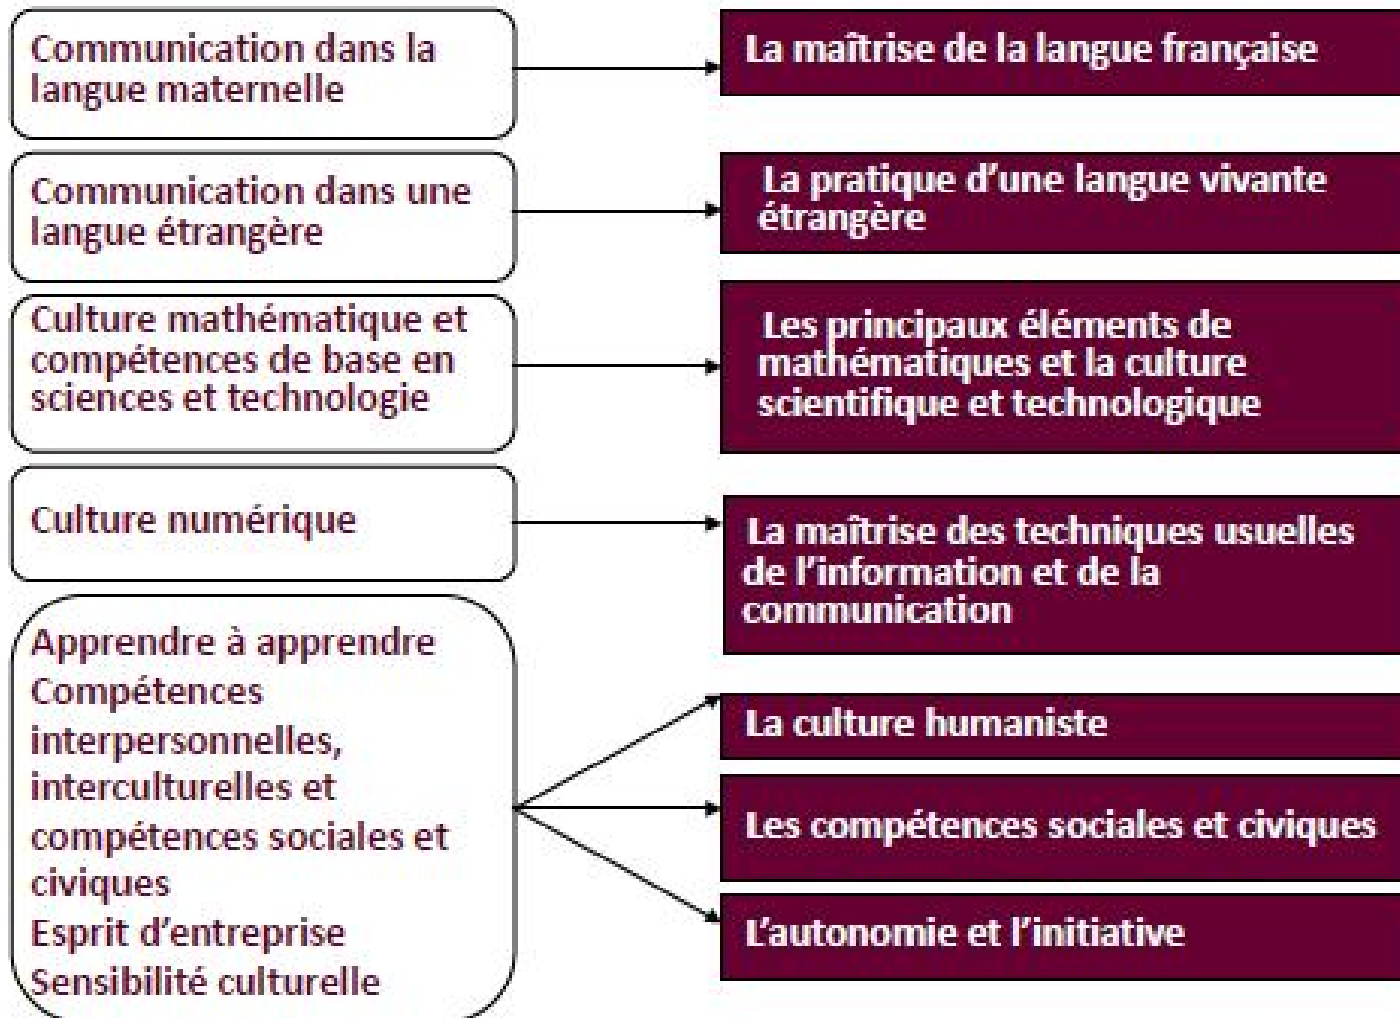 Communication dans la
langue maternelle
La maîtrise de la langue française
Communication dans une
langue étrangère
La pratique d’une langue vivante
étrangère
Culture mathématique et
compétences de base en
sciences et technologie
Les principaux éléments de
mathématiques et la culture
scientifique et technologique
Culture numérique
La maîtrise des techniques usuelles
de l’information et de la
communication
Apprendre à apprendre
Compétences
interpersonnelles,
interculturelles et
compétences sociales et
civiques
Esprit d’entreprise
Sensibilité culturelle
La culture humaniste
Les compétences sociales et civiques
L’autonomie et l’initiative